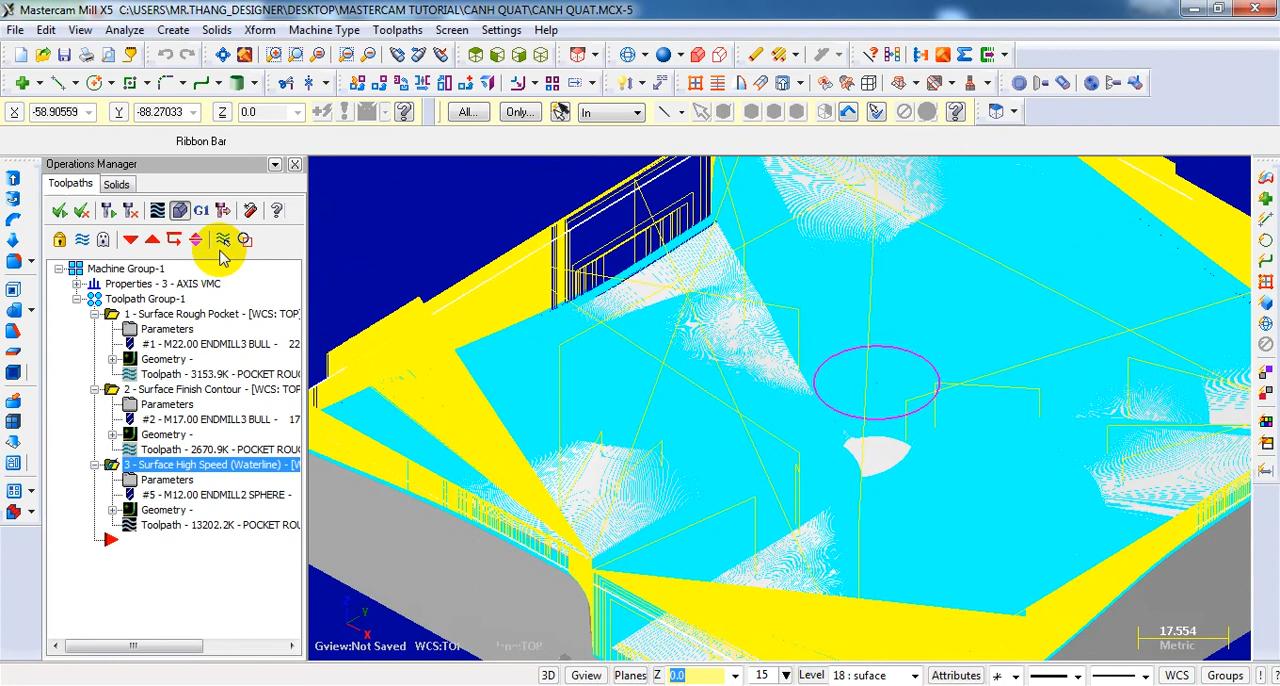 Mastercam Mill X5 C:\USERS\MR.THANG_DESIGNER\DESKTOP\MASTERCAM TUTORIAL\CANH QUAT\CANH QUAT.MCX-5
File Edit View Analyze Create Solids Xform Machine Type Toolpaths Screen Settings Help
X -58.90559 Y -88.27033 Z 0.0 All... Only... In
Ribbon Bar
Operations Manager
Toolpaths Solids
G1
Machine Group-1
Properties - 3 - AXIS VMC
Toolpath Group-1
1 - Surface Rough Pocket - [WCS: TOP]
Parameters
#1 - M22.00 ENDMILL3 BULL - 22
Geometry -
Toolpath - 3153.9K - POCKET ROU
2 - Surface Finish Contour - [WCS: TOP
Parameters
#2 - M17.00 ENDMILL3 BULL - 17
Geometry -
Toolpath - 2670.9K - POCKET ROU
3 - Surface High Speed (Waterline) - [W
Parameters
#5 - M12.00 ENDMILL2 SPHERE -
Geometry -
Toolpath - 13202.2K - POCKET ROU
Z Y X
17.554
Metric
Gview:Not Saved WCS:TOP
3D Gview Planes Z 0.0 15 Level 18 : suface Attributes WCS Groups ! ?